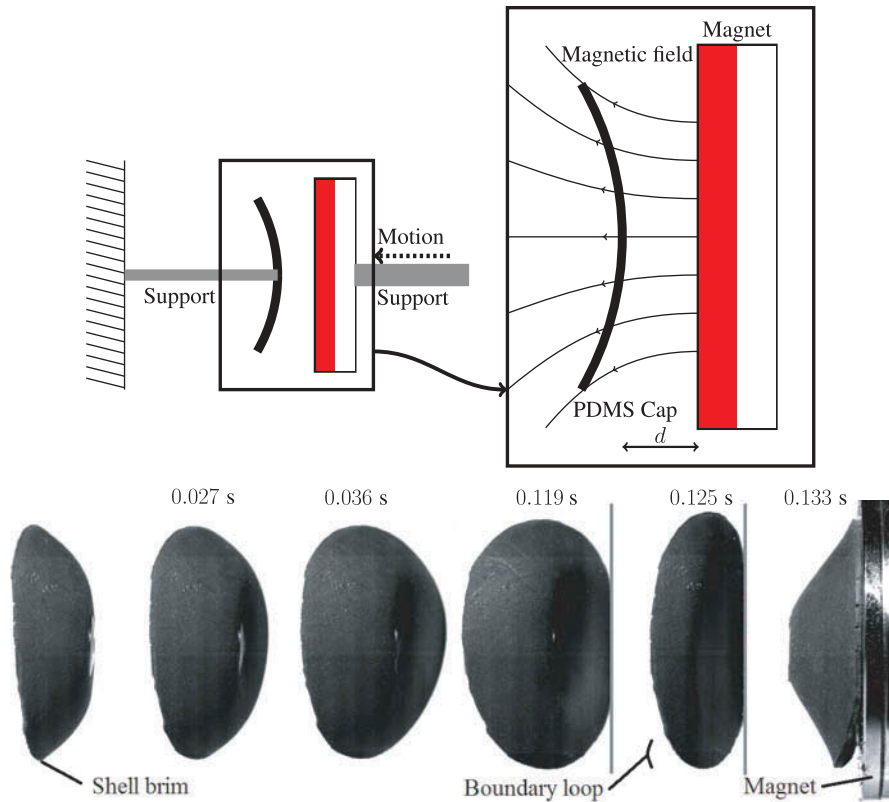 Magnet
Magnetic field
Motion
Support
Support
PDMS Cap
d
0.027 s
0.036 s
0.119 s
0.125 s
0.133 s
Shell brim
Boundary loop
Magnet